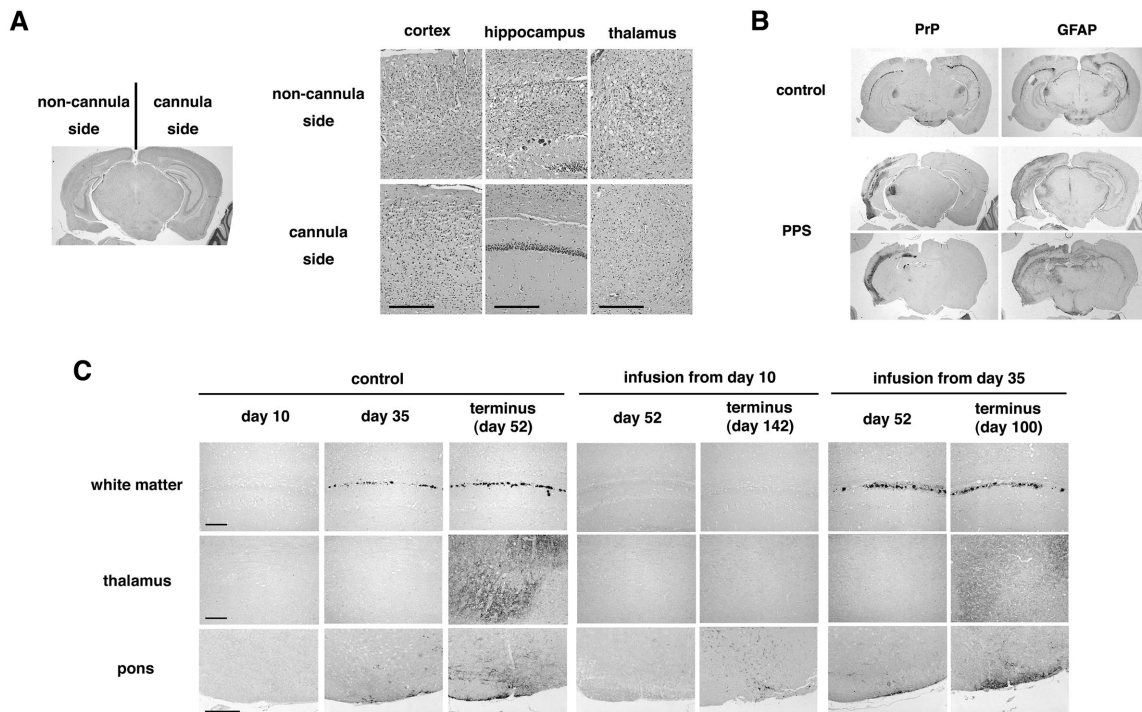 A
non-cannula side
cannula side
cortex
hippocampus
thalamus
non-cannula side
cannula side
B
PrP
GFAP
control
PPS
C
control
infusion from day 10
infusion from day 35
day 10
day 35
terminus (day 52)
day 52
terminus (day 142)
day 52
terminus (day 100)
white matter
thalamus
pons